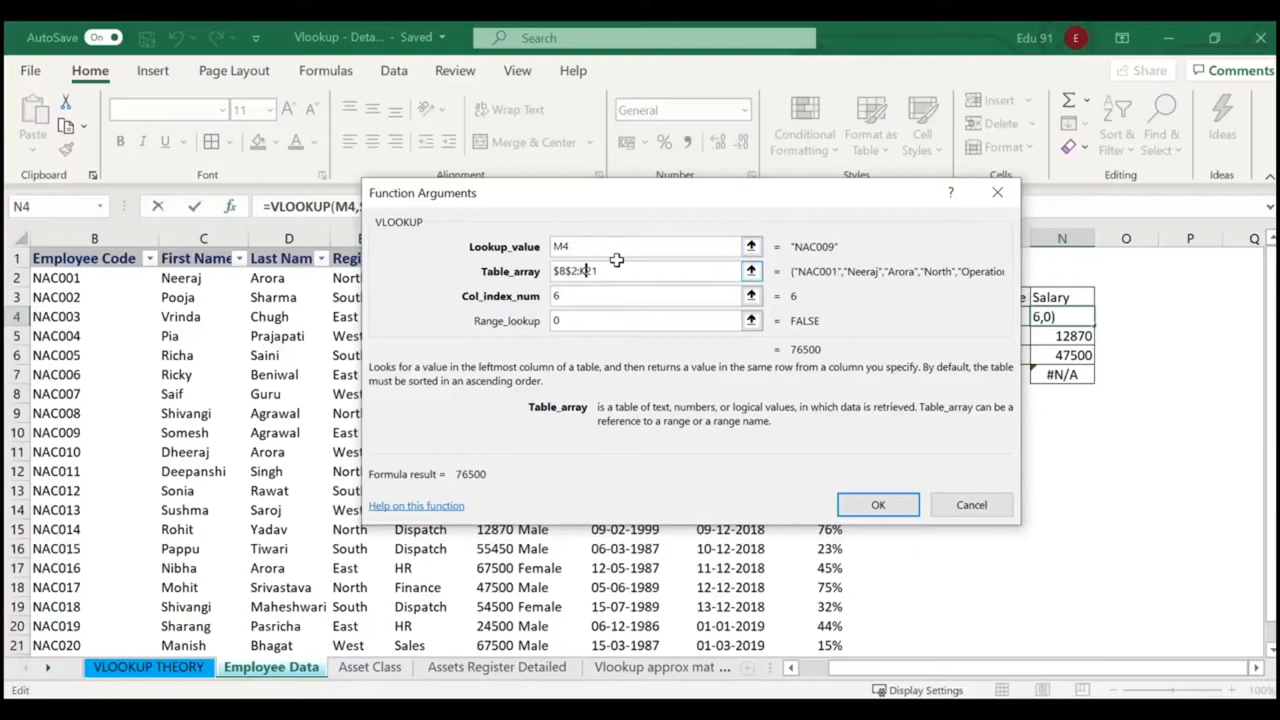 AutoSave On Vlookup - Deta... - Saved Search Edu 91 E
File Home Insert Page Layout Formulas Data Review View Help Share Comments
11 Wrap Text General Insert
Paste Conditional Format as Cell Delete Sort & Find & Ideas
B I U Merge & Center Formatting Table Styles Format Filter Select
Clipboard Font Alignment Number Styles Cells Editing Ideas
N4 fx =VLOOKUP(M4,
Function Arguments ?
VLOOKUP
Lookup_value M4 = "NAC009"
Table_array $B$2:K21 = {"NAC001","Neeraj","Arora","North","Operation
Col_index_num 6 = 6
Range_lookup 0 = FALSE
= 76500
Looks for a value in the leftmost column of a table, and then returns a value in the same row from a column you specify. By default, the table
must be sorted in an ascending order.
Table_array is a table of text, numbers, or logical values, in which data is retrieved. Table_array can be a
reference to a range or a range name.
Formula result = 76500
Help on this function OK Cancel
B C D N O P Q
1 Employee Code First Name Last Nam Regi
2 NAC001 Neeraj Arora North
3 NAC002 Pooja Sharma South e Salary
4 NAC003 Vrinda Chugh East 6,0)
5 NAC004 Pia Prajapati West 12870
6 NAC005 Richa Saini South 47500
7 NAC006 Ricky Beniwal East #N/A
8 NAC007 Saif Guru West
9 NAC008 Shivangi Agrawal North
10 NAC009 Somesh Agrawal East
11 NAC010 Dheeraj Arora West
12 NAC011 Deepanshi Singh North
13 NAC012 Sonia Rawat South
14 NAC013 Sushma Saroj West
15 NAC014 Rohit Yadav North Dispatch 12870 Male 09-02-1999 09-12-2018 76%
16 NAC015 Pappu Tiwari South Dispatch 55450 Male 06-03-1987 10-12-2018 23%
17 NAC016 Nibha Arora East HR 67500 Female 12-05-1987 11-12-2018 45%
18 NAC017 Mohit Srivastava North Finance 47500 Male 05-06-1989 12-12-2018 75%
19 NAC018 Shivangi Maheshwari South Dispatch 54500 Female 15-07-1989 13-12-2018 32%
20 NAC019 Sharang Pasricha East HR 24500 Male 06-12-1986 01-01-2019 44%
21 NAC020 Manish Bhagat West Sales 67500 Male 15-03-1987 01-03-2019 15%
VLOOKUP THEORY Employee Data Asset Class Assets Register Detailed Vlookup approx mat ...
Edit Display Settings 100%